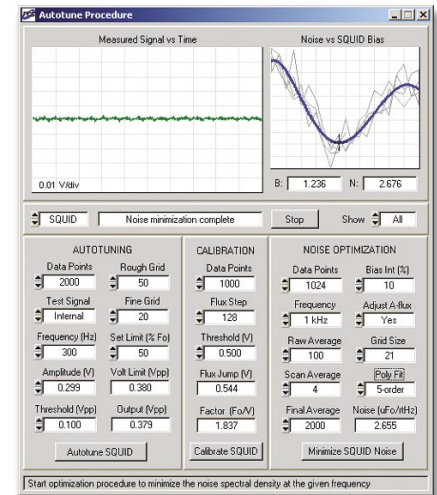 Autotune Procedure
Measured Signal vs Time
Noise vs SQUID Bias
0.01 V/div
B: 1.236 N: 2.676
SQUID Noise minimization complete Stop Show All
AUTOTUNING
Data Points Rough Grid
2000 50
Test Signal Fine Grid
Internal 20
Frequency (Hz) Set Limit (% Fo)
300 50
Amplitude (V) Volt Limit (Vpp)
0.299 0.380
Threshold (Vpp) Output (Vpp)
0.100 0.379
Autotune SQUID
CALIBRATION
Data Points
1000
Flux Step
128
Threshold (V)
0.500
Flux Jump (V)
0.544
Factor (Fo/V)
1.837
Calibrate SQUID
NOISE OPTIMIZATION
Data Points Bias Int (%)
1024 10
Frequency Adjust A-flux
1 kHz Yes
Raw Average Grid Size
100 21
Scan Average Poly Fit
4 5-order
Final Average Noise (uFo/rtHz)
2000 2.655
Minimize SQUID Noise
Start optimization procedure to minimize the noise spectral density at the given frequency